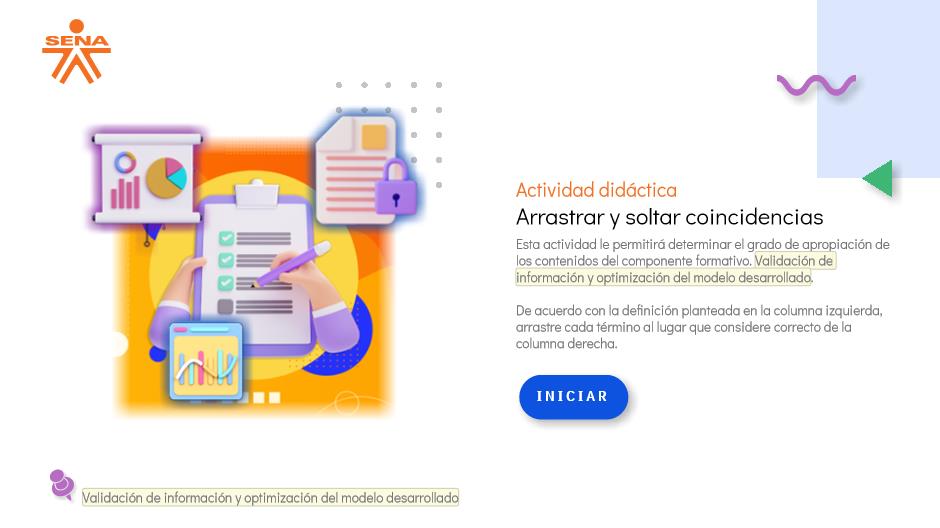 SENA
Actividad didáctica
Arrastrar y soltar coincidencias
Esta actividad le permitirá determinar el grado de apropiación de
los contenidos del componente formativo. Validación de
información y optimización del modelo desarrollado.
De acuerdo con la definición planteada en la columna izquierda,
arrastre cada término al lugar que considere correcto de la
columna derecha.
INICIAR
Validación de información y optimización del modelo desarrollado